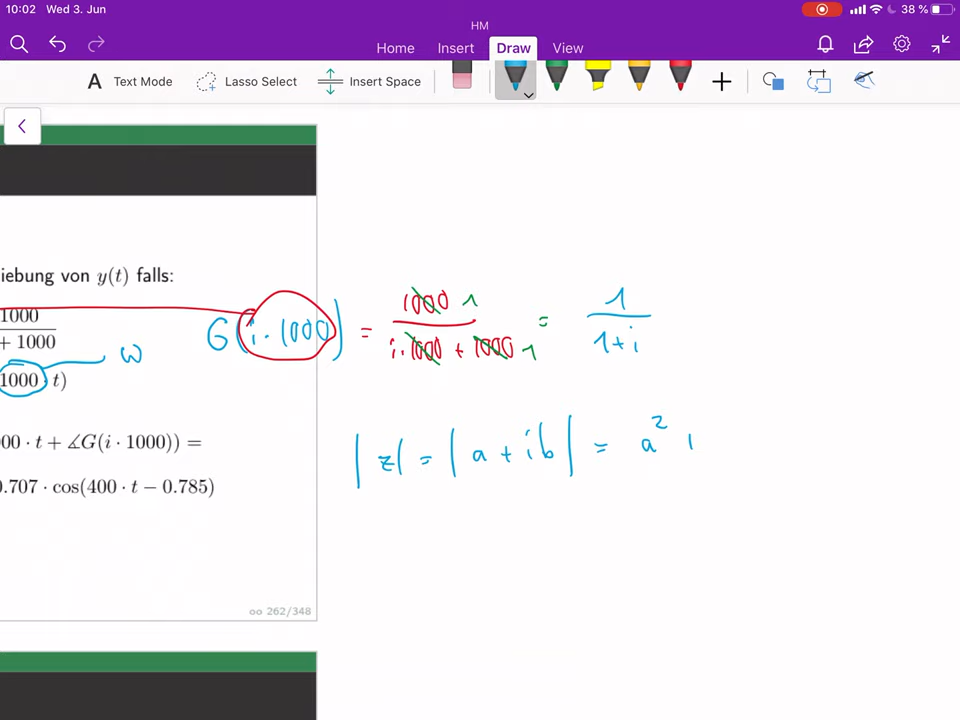 10:02 Wed 3. Jun 38 %
HM
Home Insert Draw View
A Text Mode Lasso Select Insert Space
iebung von y(t) falls:
1000
+ 1000
1000 · t)
ω
00 · t + ∡G(i · 1000)) =
0.707 · cos(400 · t − 0.785)
oo 262/348
G(i · 1000) = 1000 1 / i · 1000 + 1000 1 = 1 / 1+i
|z| = |a + ib| = a²